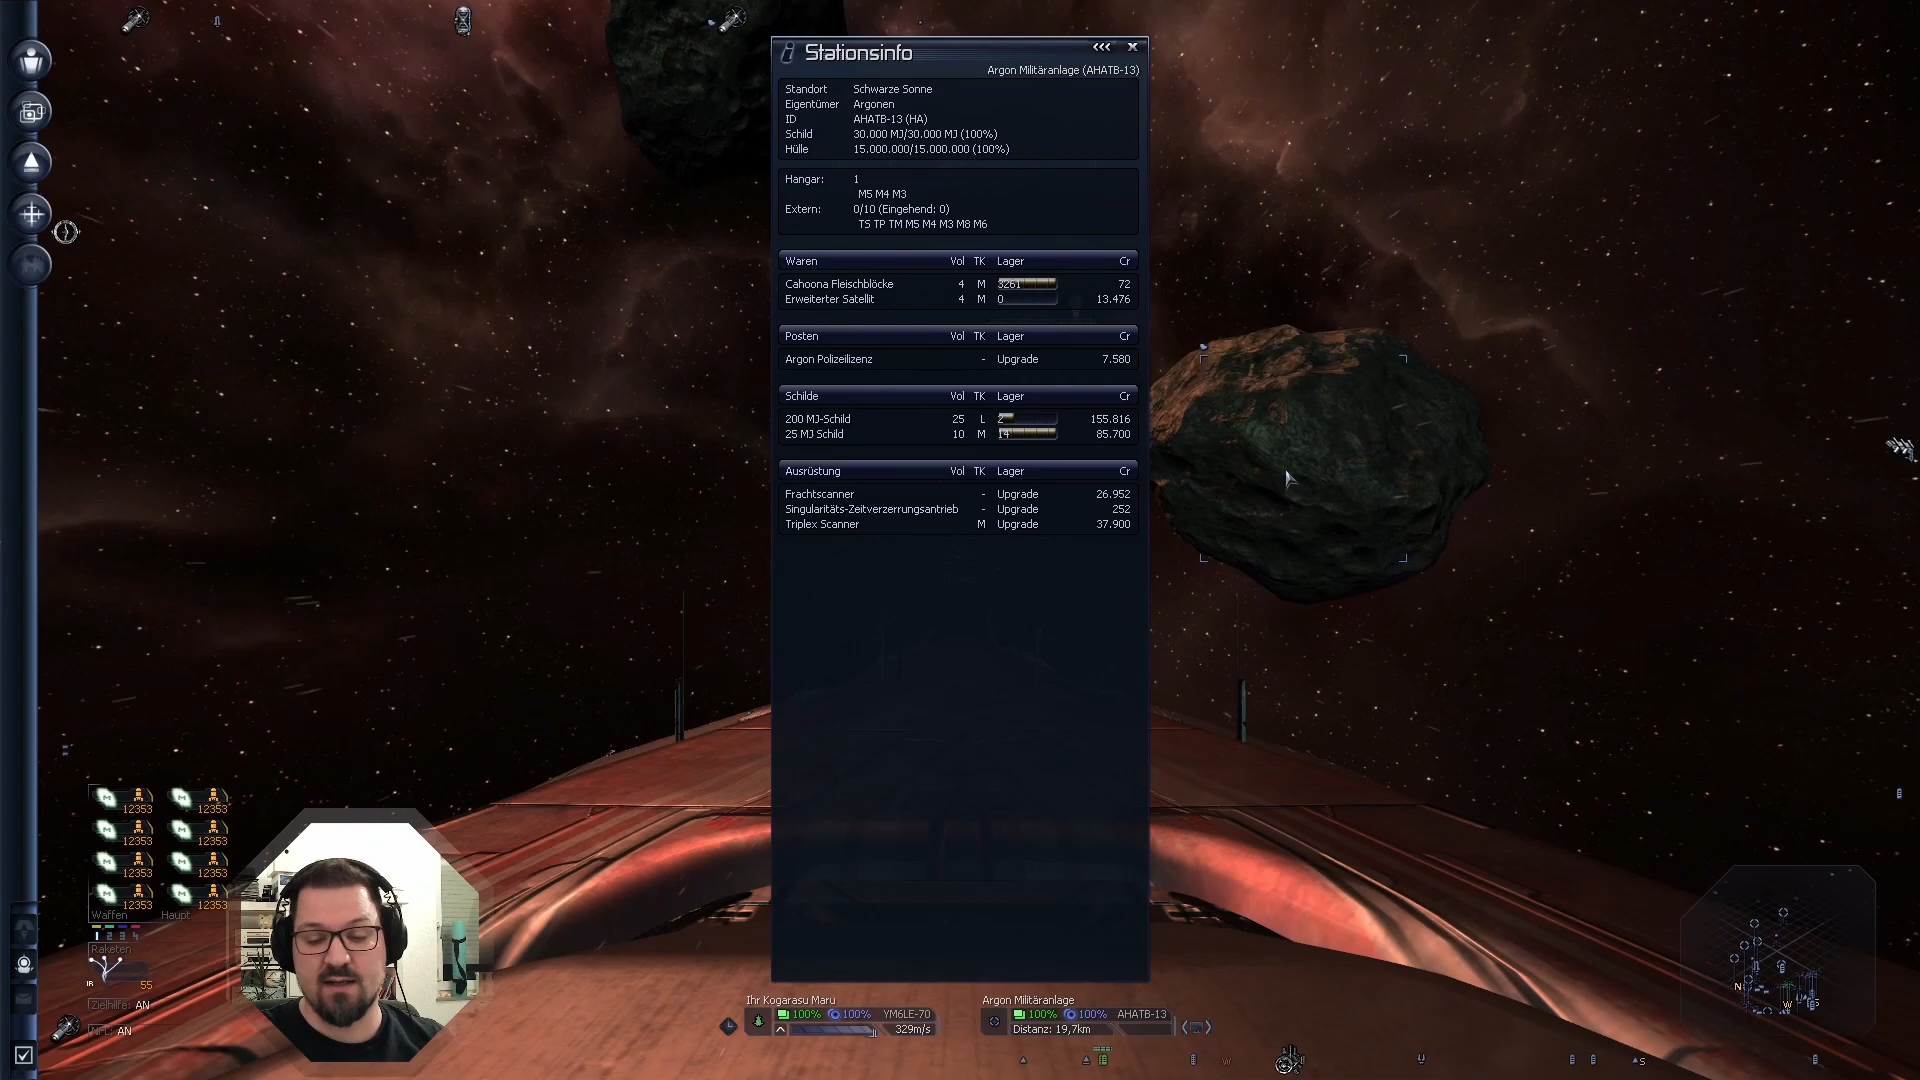 Stationsinfo
Argon Militäranlage (AHATB-13)
Standort Schwarze Sonne
Eigentümer Argonen
ID AHATB-13 (HA)
Schild 30.000 MJ/30.000 MJ (100%)
Hülle 15.000.000/15.000.000 (100%)
Hangar: 1
M5 M4 M3
Extern: 0/10 (Eingehend: 0)
TS TP TM M5 M4 M3 M8 M6
Waren Vol TK Lager Cr
Cahoona Fleischblöcke 4 M 3261 72
Erweiterter Satellit 4 M 0 13.476
Posten Vol TK Lager Cr
Argon Polizeilizenz - Upgrade 7.580
Schilde Vol TK Lager Cr
200 MJ-Schild 25 L 2 155.816
25 MJ Schild 10 M 14 85.700
Ausrüstung Vol TK Lager Cr
Frachtscanner - Upgrade 26.952
Singularitäts-Zeitverzerrungsantrieb - Upgrade 252
Triplex Scanner M Upgrade 37.900
12353 12353
12353 12353
12353 12353
12353 12353
Waffen Haupt
1 2 3 4
Raketen
IR 55
Zielhilfe: AN
AN
Ihr Kogarasu Maru
100% 100% YM6LE-70
329m/s
Argon Militäranlage
100% 100% AHATB-13
Distanz: 19,7km
N
W
S
W
S